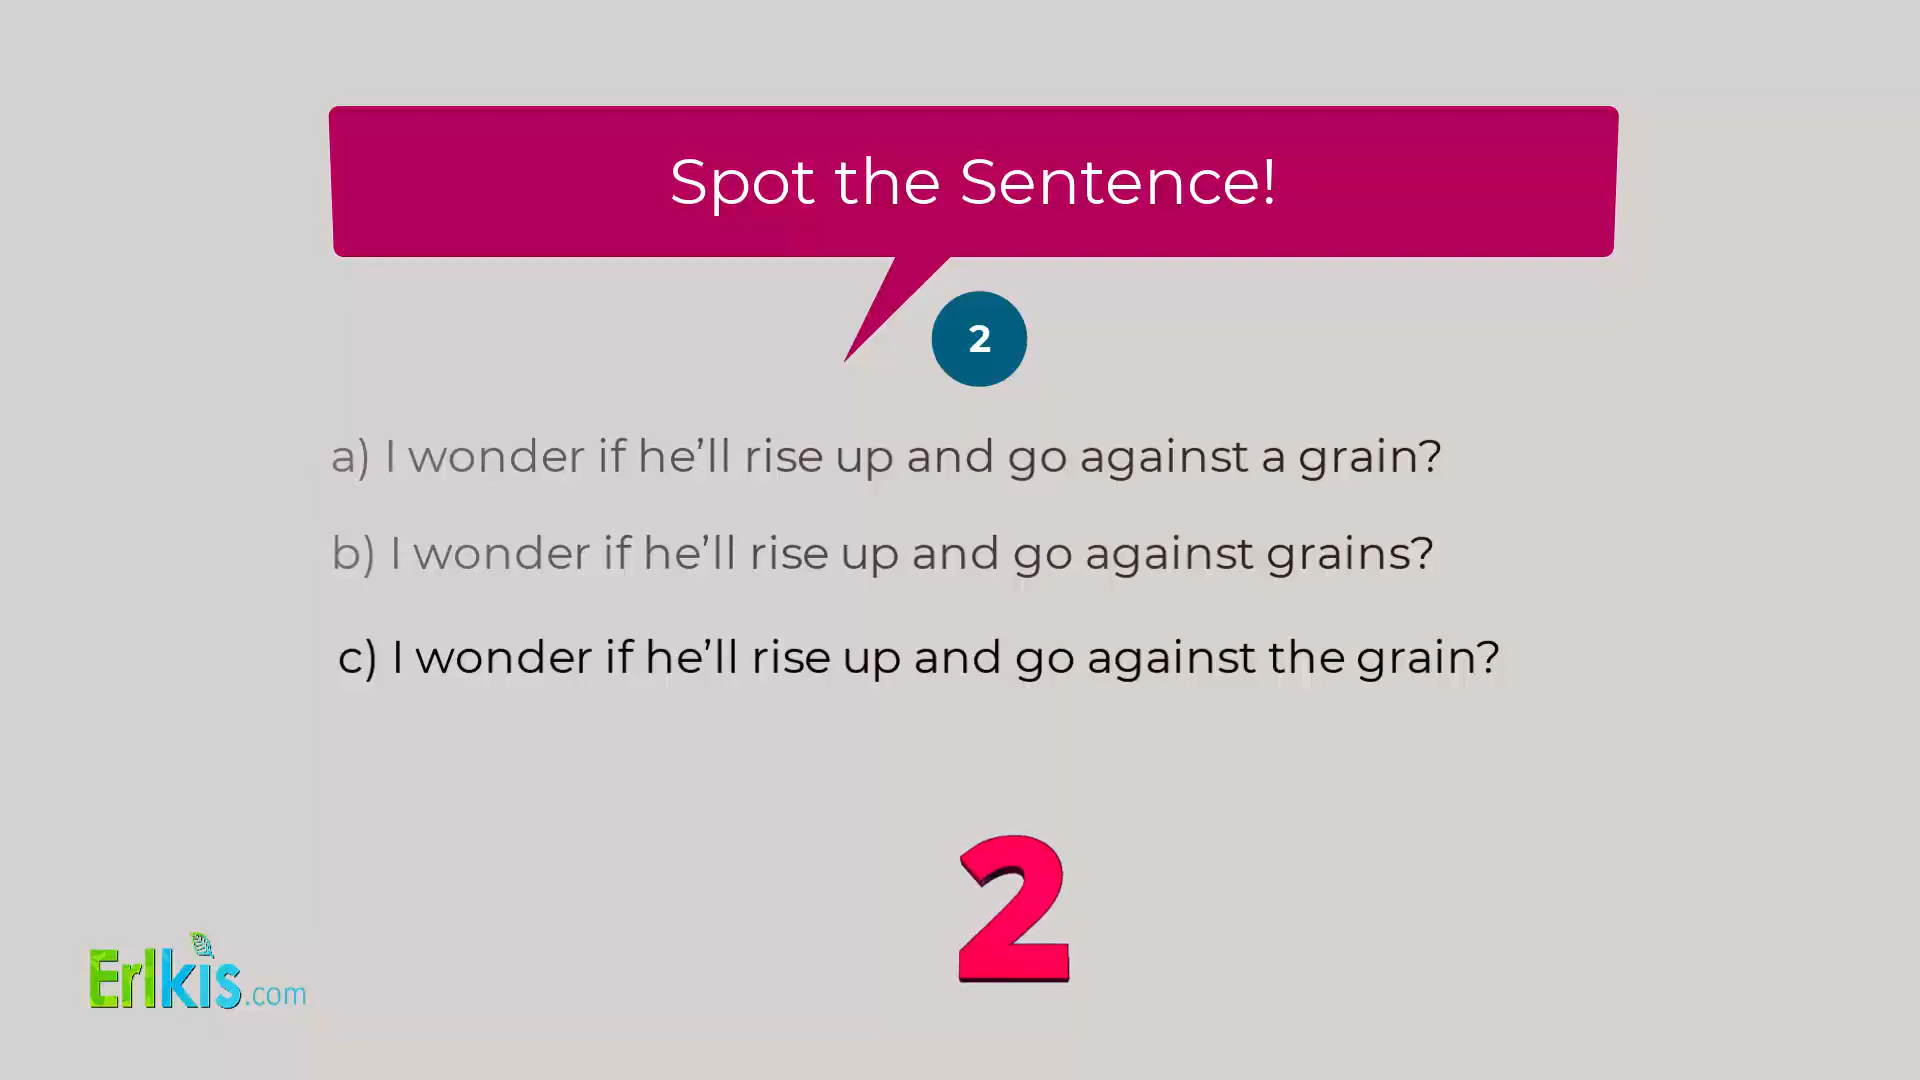 Spot the Sentence!
2
a) I wonder if he’ll rise up and go against a grain?
b) I wonder if he’ll rise up and go against grains?
c) I wonder if he’ll rise up and go against the grain?
2
Erlkis.com